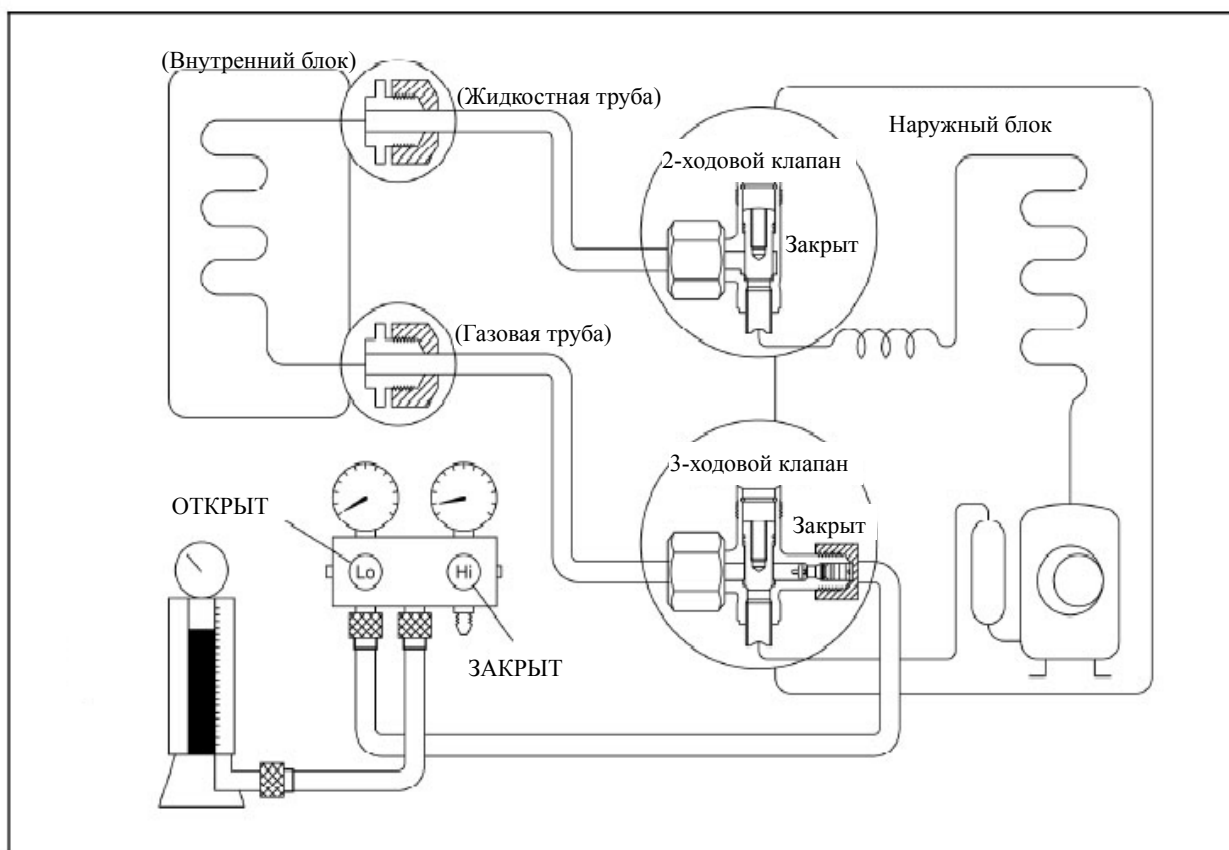 (Внутренний блок)
(Жидкостная труба)
Наружный блок
2-ходовой клапан
Закрыт
(Газовая труба)
3-ходовой клапан
Закрыт
ОТКРЫТ
Lo
Hi
ЗАКРЫТ